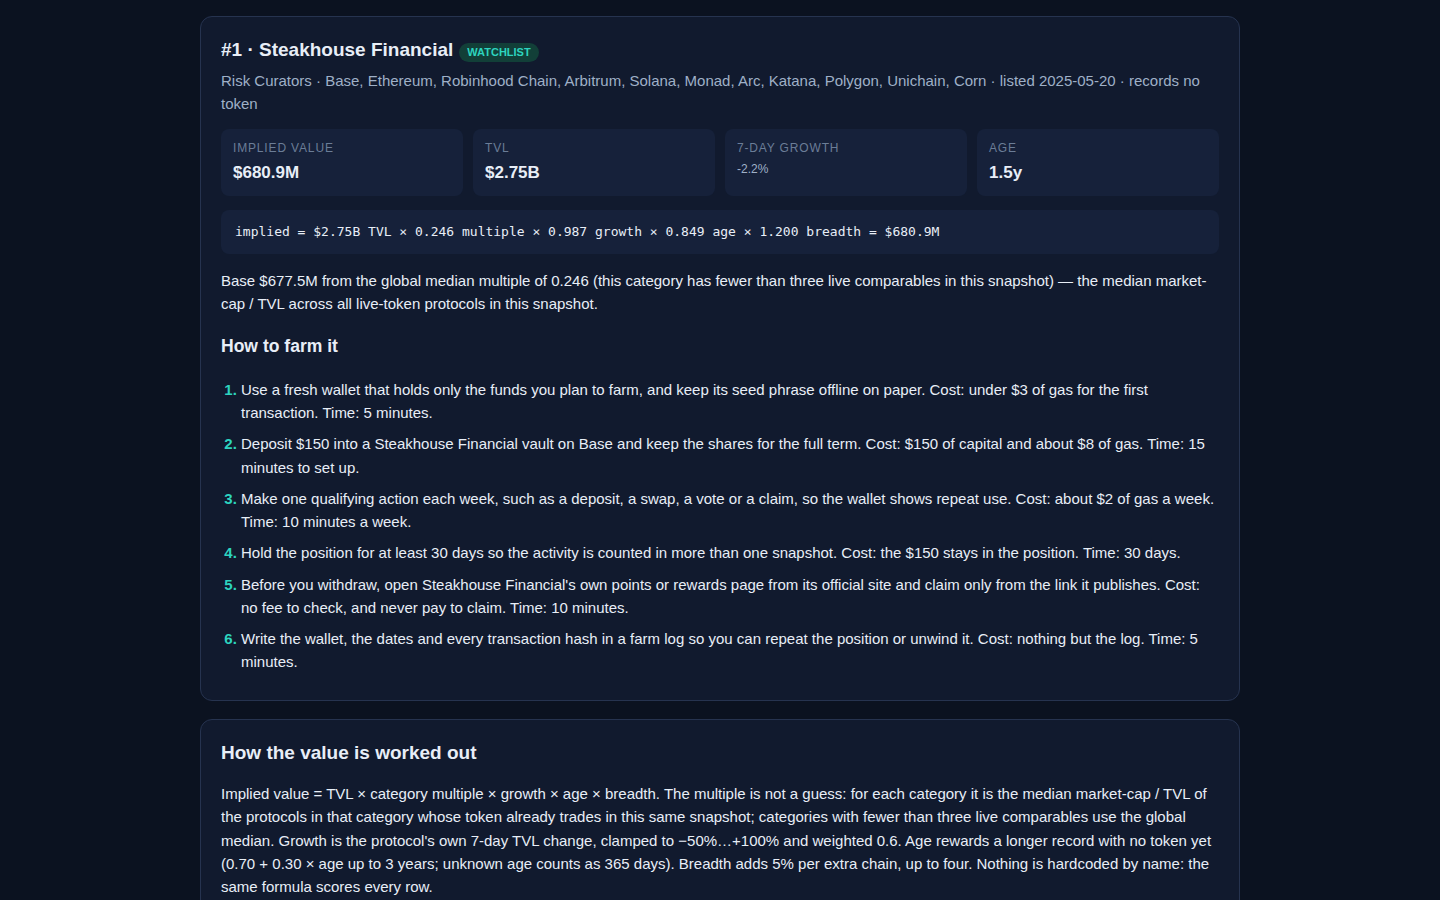 #1 · Steakhouse Financial WATCHLIST
Risk Curators · Base, Ethereum, Robinhood Chain, Arbitrum, Solana, Monad, Arc, Katana, Polygon, Unichain, Corn · listed 2025-05-20 · records no
token
IMPLIED VALUE
$680.9M
TVL
$2.75B
7-DAY GROWTH
-2.2%
AGE
1.5y
implied = $2.75B TVL × 0.246 multiple × 0.987 growth × 0.849 age × 1.200 breadth = $680.9M
Base $677.5M from the global median multiple of 0.246 (this category has fewer than three live comparables in this snapshot) — the median market-
cap / TVL across all live-token protocols in this snapshot.
How to farm it
1. Use a fresh wallet that holds only the funds you plan to farm, and keep its seed phrase offline on paper. Cost: under $3 of gas for the first
transaction. Time: 5 minutes.
2. Deposit $150 into a Steakhouse Financial vault on Base and keep the shares for the full term. Cost: $150 of capital and about $8 of gas. Time: 15
minutes to set up.
3. Make one qualifying action each week, such as a deposit, a swap, a vote or a claim, so the wallet shows repeat use. Cost: about $2 of gas a week.
Time: 10 minutes a week.
4. Hold the position for at least 30 days so the activity is counted in more than one snapshot. Cost: the $150 stays in the position. Time: 30 days.
5. Before you withdraw, open Steakhouse Financial's own points or rewards page from its official site and claim only from the link it publishes. Cost:
no fee to check, and never pay to claim. Time: 10 minutes.
6. Write the wallet, the dates and every transaction hash in a farm log so you can repeat the position or unwind it. Cost: nothing but the log. Time: 5
minutes.
How the value is worked out
Implied value = TVL × category multiple × growth × age × breadth. The multiple is not a guess: for each category it is the median market-cap / TVL of
the protocols in that category whose token already trades in this same snapshot; categories with fewer than three live comparables use the global
median. Growth is the protocol's own 7-day TVL change, clamped to −50%…+100% and weighted 0.6. Age rewards a longer record with no token yet
(0.70 + 0.30 × age up to 3 years; unknown age counts as 365 days). Breadth adds 5% per extra chain, up to four. Nothing is hardcoded by name: the
same formula scores every row.